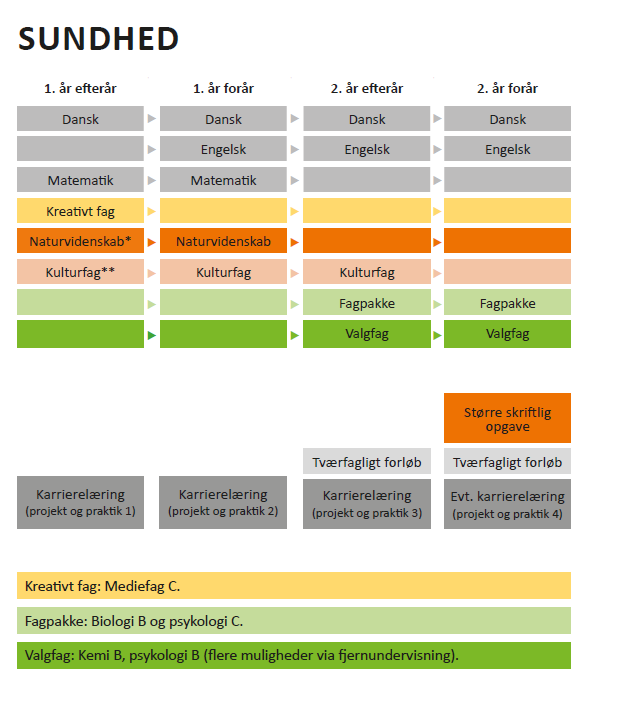 SUNDHED
1. år efterår 1. år forår 2. år efterår 2. år forår
Dansk Dansk Dansk Dansk
Engelsk Engelsk Engelsk
Matematik Matematik
Kreativt fag
Naturvidenskab* Naturvidenskab
Kulturfag** Kulturfag Kulturfag
Fagpakke Fagpakke
Valgfag Valgfag
Større skriftlig
opgave
Tværfagligt forløb Tværfagligt forløb
Karrierelæring Karrierelæring Karrierelæring Evt. karrierelæring
(projekt og praktik 1) (projekt og praktik 2) (projekt og praktik 3) (projekt og praktik 4)
Kreativt fag: Mediefag C.
Fagpakke: Biologi B og psykologi C.
Valgfag: Kemi B, psykologi B (flere muligheder via fjernundervisning).